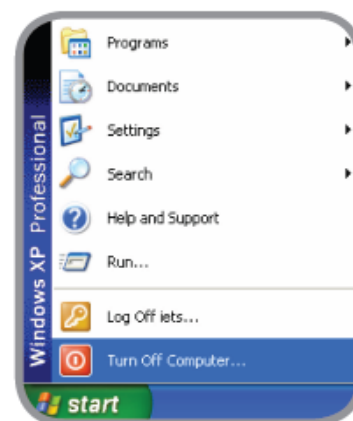 Programs
Documents
Settings
Search
Help and Support
Run...
Log Off iets...
Turn Off Computer...
Windows XP Professional
start